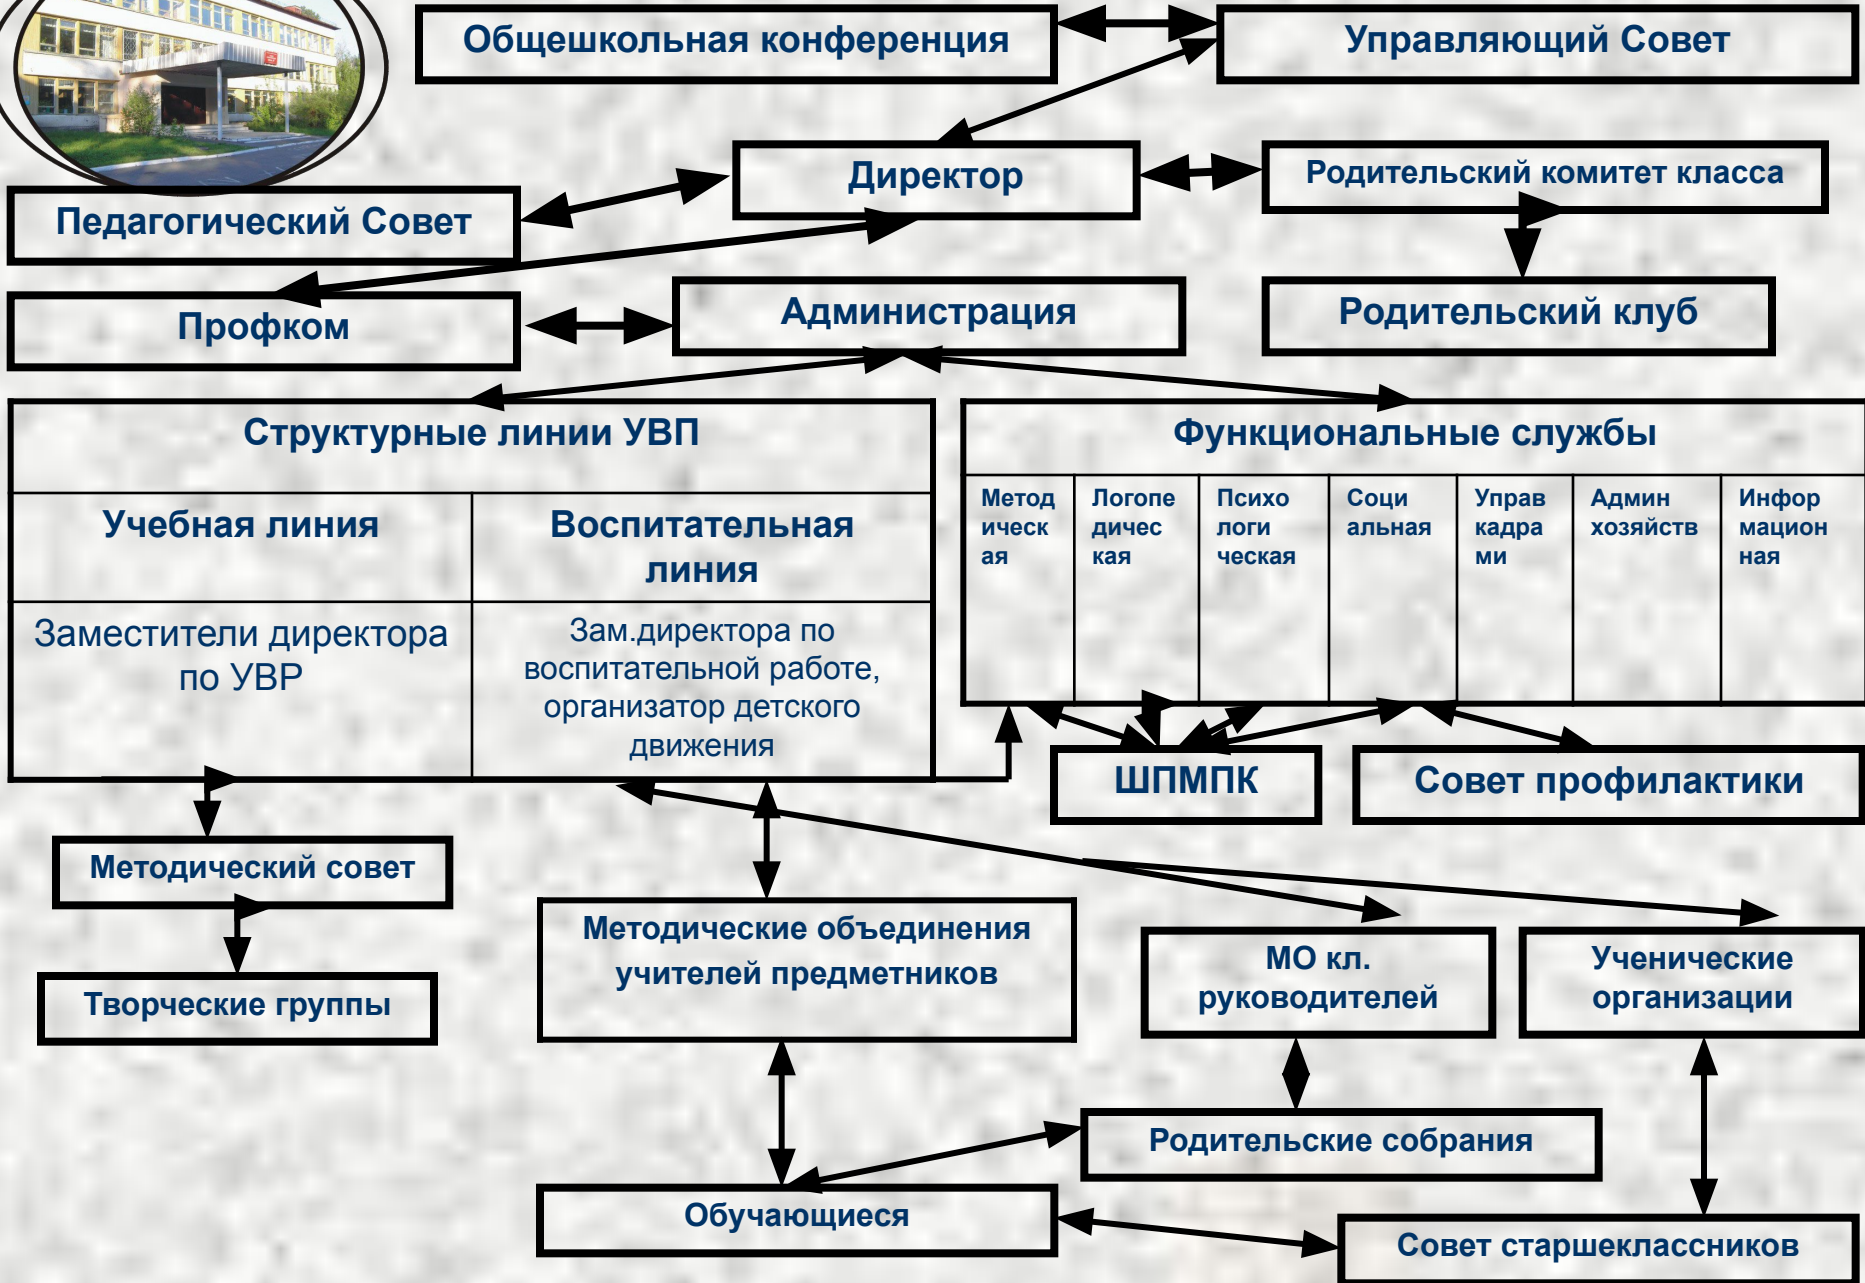 Общешкольная конференция
Управляющий Совет
Директор
Родительский комитет класса
Педагогический Совет
Профком
Администрация
Родительский клуб
Структурные линии УВП
Учебная линия
Воспитательная
линия
Заместители директора
по УВР
Зам.директора по
воспитательной работе,
организатор детского
движения
Функциональные службы
Метод
ическ
ая
Логопе
дичес
кая
Психо
логи
ческая
Соци
альная
Управ
кадра
ми
Админ
хозяйств
Инфор
мацион
ная
ШПМПК
Совет профилактики
Методический совет
Творческие группы
Методические объединения
учителей предметников
МО кл.
руководителей
Ученические
организации
Родительские собрания
Обучающиеся
Совет старшеклассников